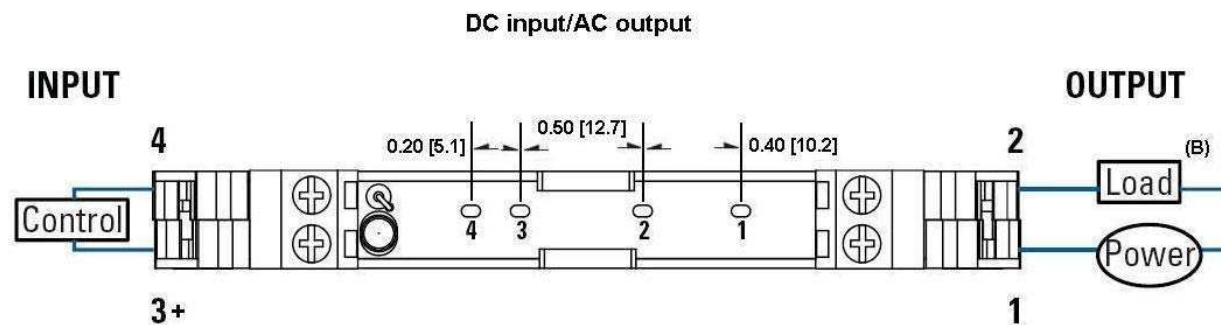 DC input/AC output
INPUT
OUTPUT
4
0.20 [5.1]
0.50 [12.7]
0.40 [10.2]
2
(B)
Control
4
3
2
1
Load
Power
3+
1